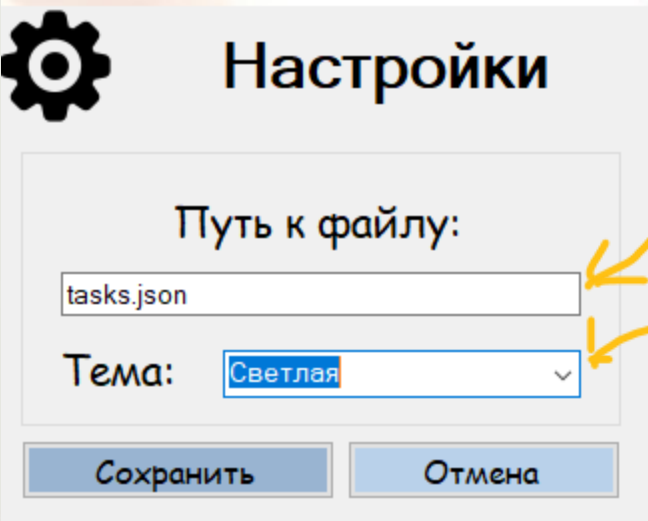 Настройки
Путь к файлу:
tasks.json
Тема: Светлая
Сохранить Отмена